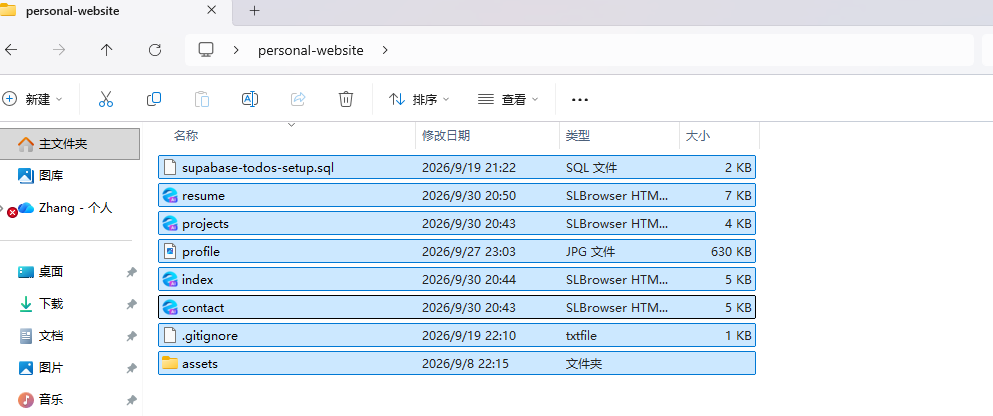 personal-website
personal-website
新建
排序
查看
名称 修改日期 类型 大小
主文件夹
图库
Zhang - 个人
桌面
下载
文档
图片
音乐
supabase-todos-setup.sql 2026/9/19 21:22 SQL 文件 2 KB
resume 2026/9/30 20:50 SLBrowser HTM... 7 KB
projects 2026/9/30 20:43 SLBrowser HTM... 4 KB
profile 2026/9/27 23:03 JPG 文件 630 KB
index 2026/9/30 20:44 SLBrowser HTM... 5 KB
contact 2026/9/30 20:43 SLBrowser HTM... 5 KB
.gitignore 2026/9/19 22:10 txtfile 1 KB
assets 2026/9/8 22:15 文件夹